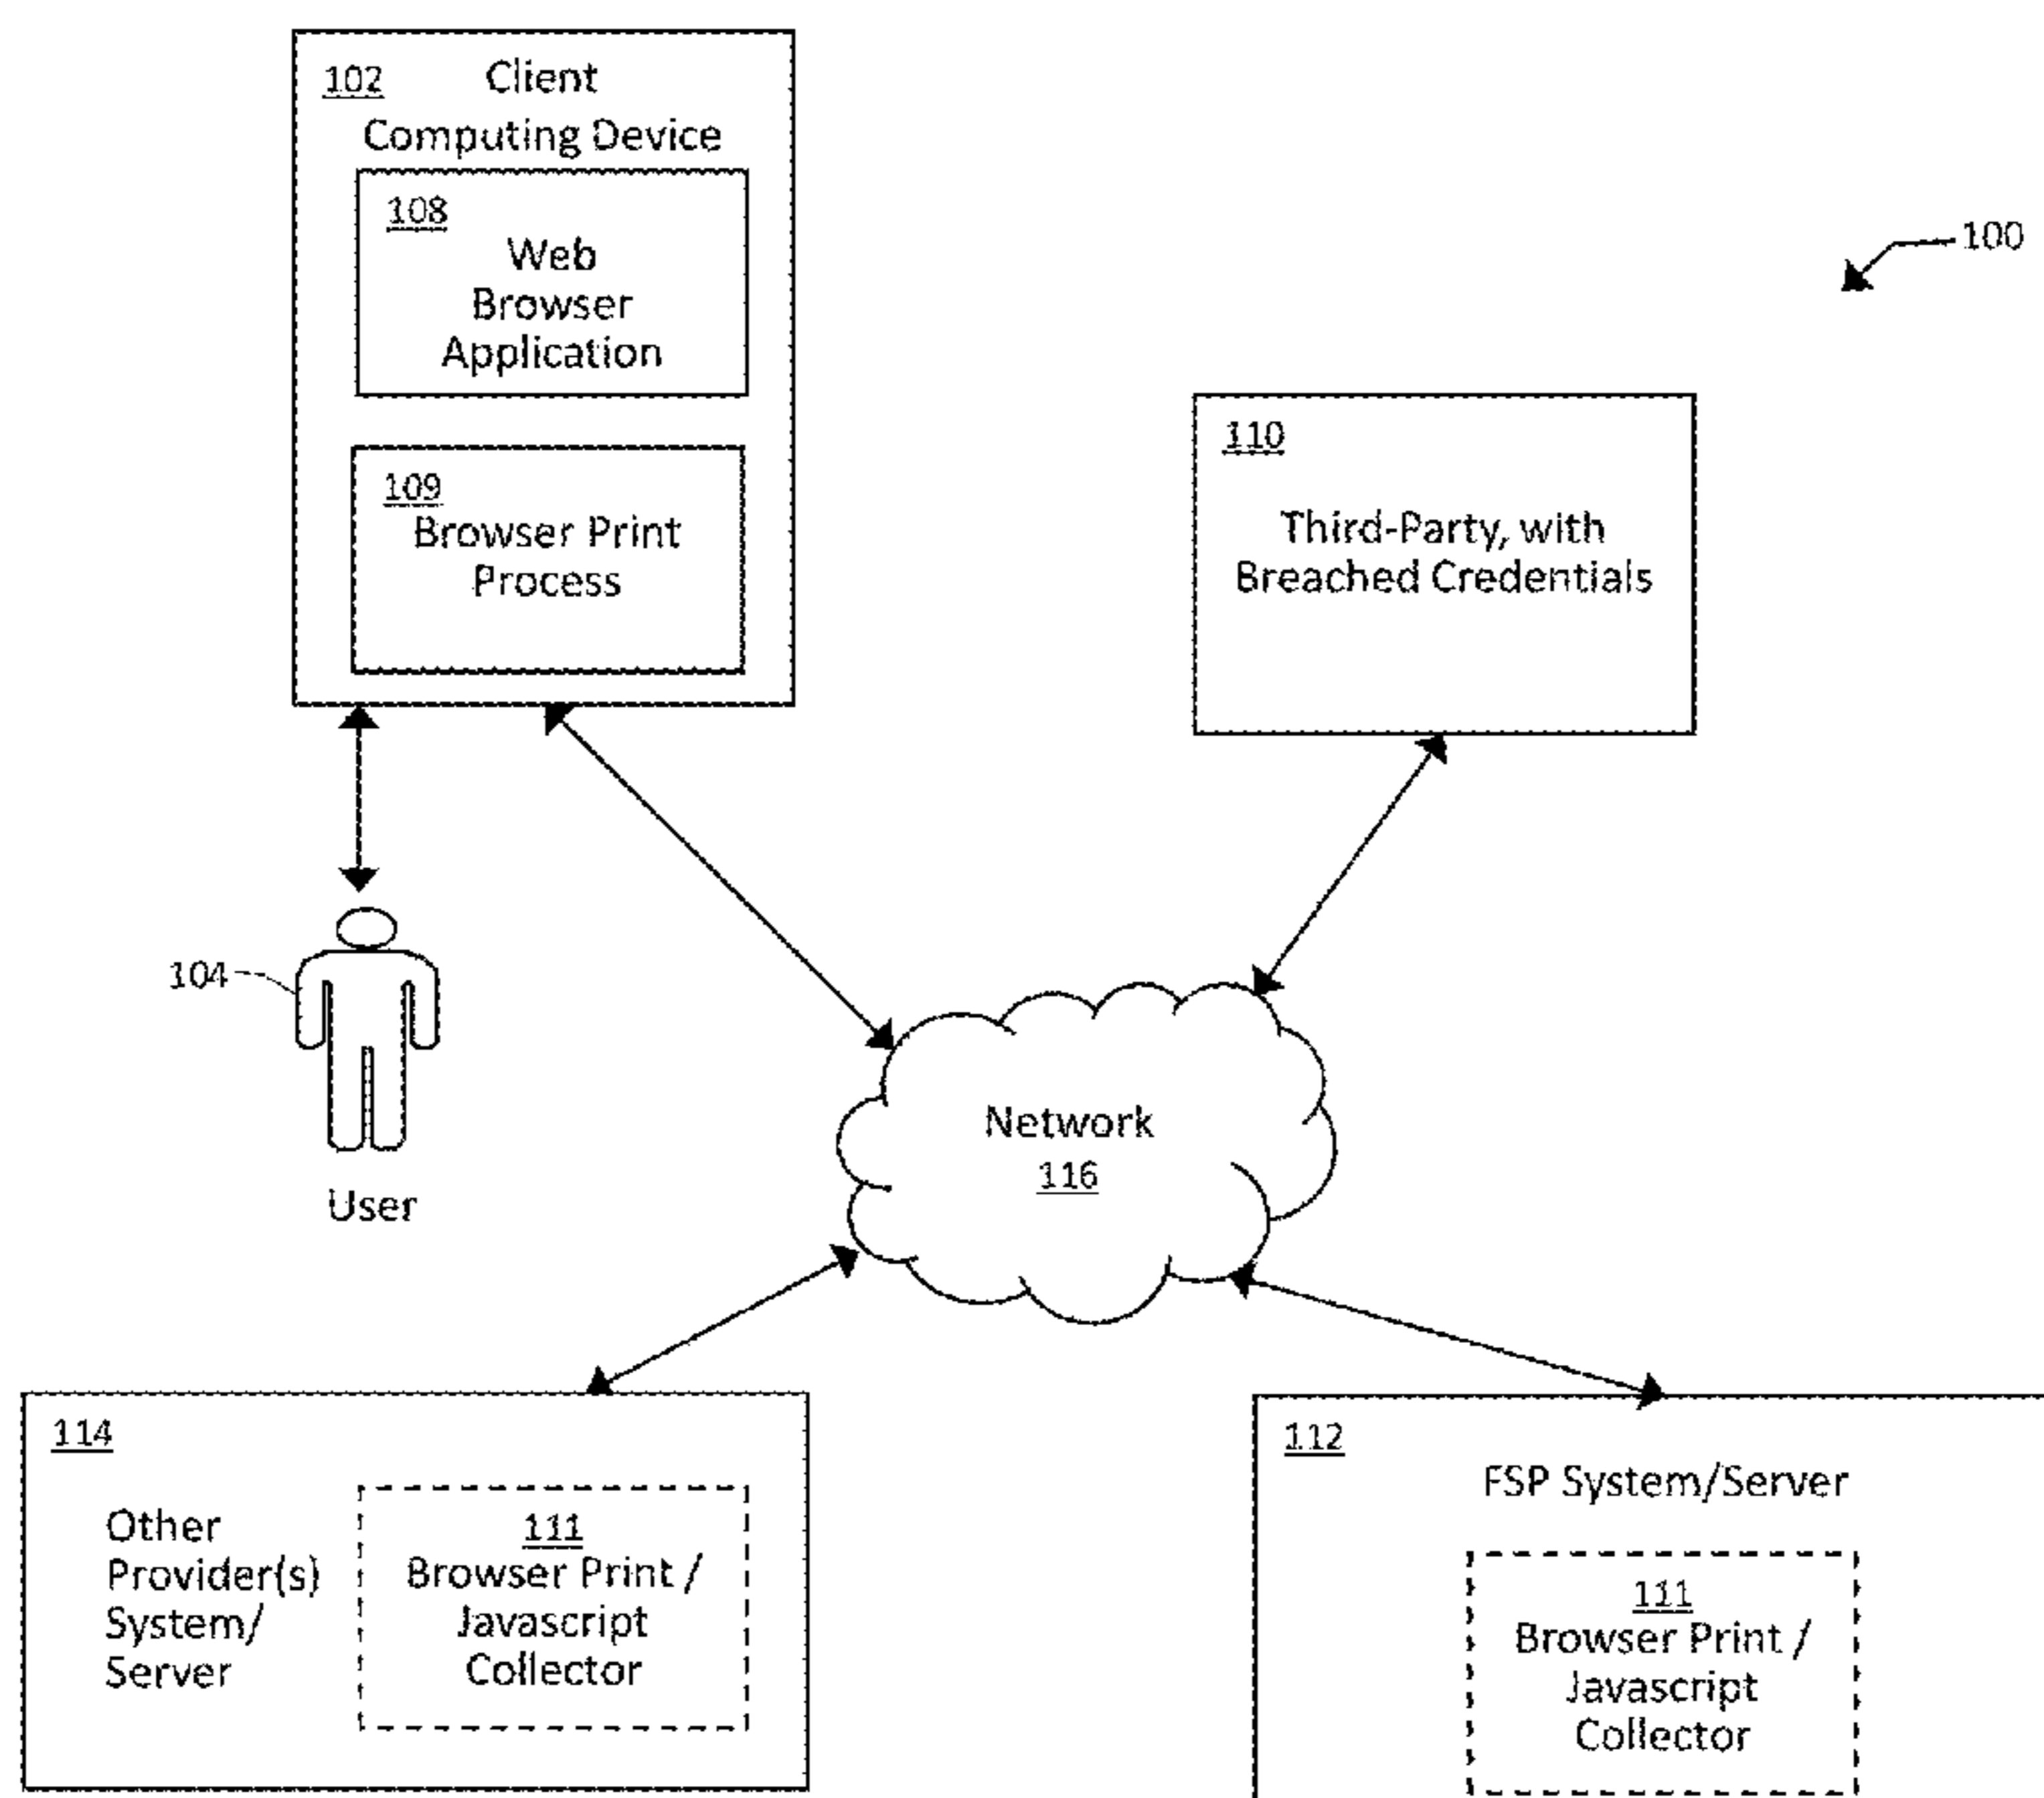 102
Client
Computing Device
108
Web
Browser
Application
109
Browser Print
Process
100
110
Third-Party, with
Breached Credentials
104
User
Network
116
114
Other
Provider(s)
System/
Server
111
Browser Print /
Javascript
Collector
112
FSP System/Server
111
Browser Print /
Javascript
Collector